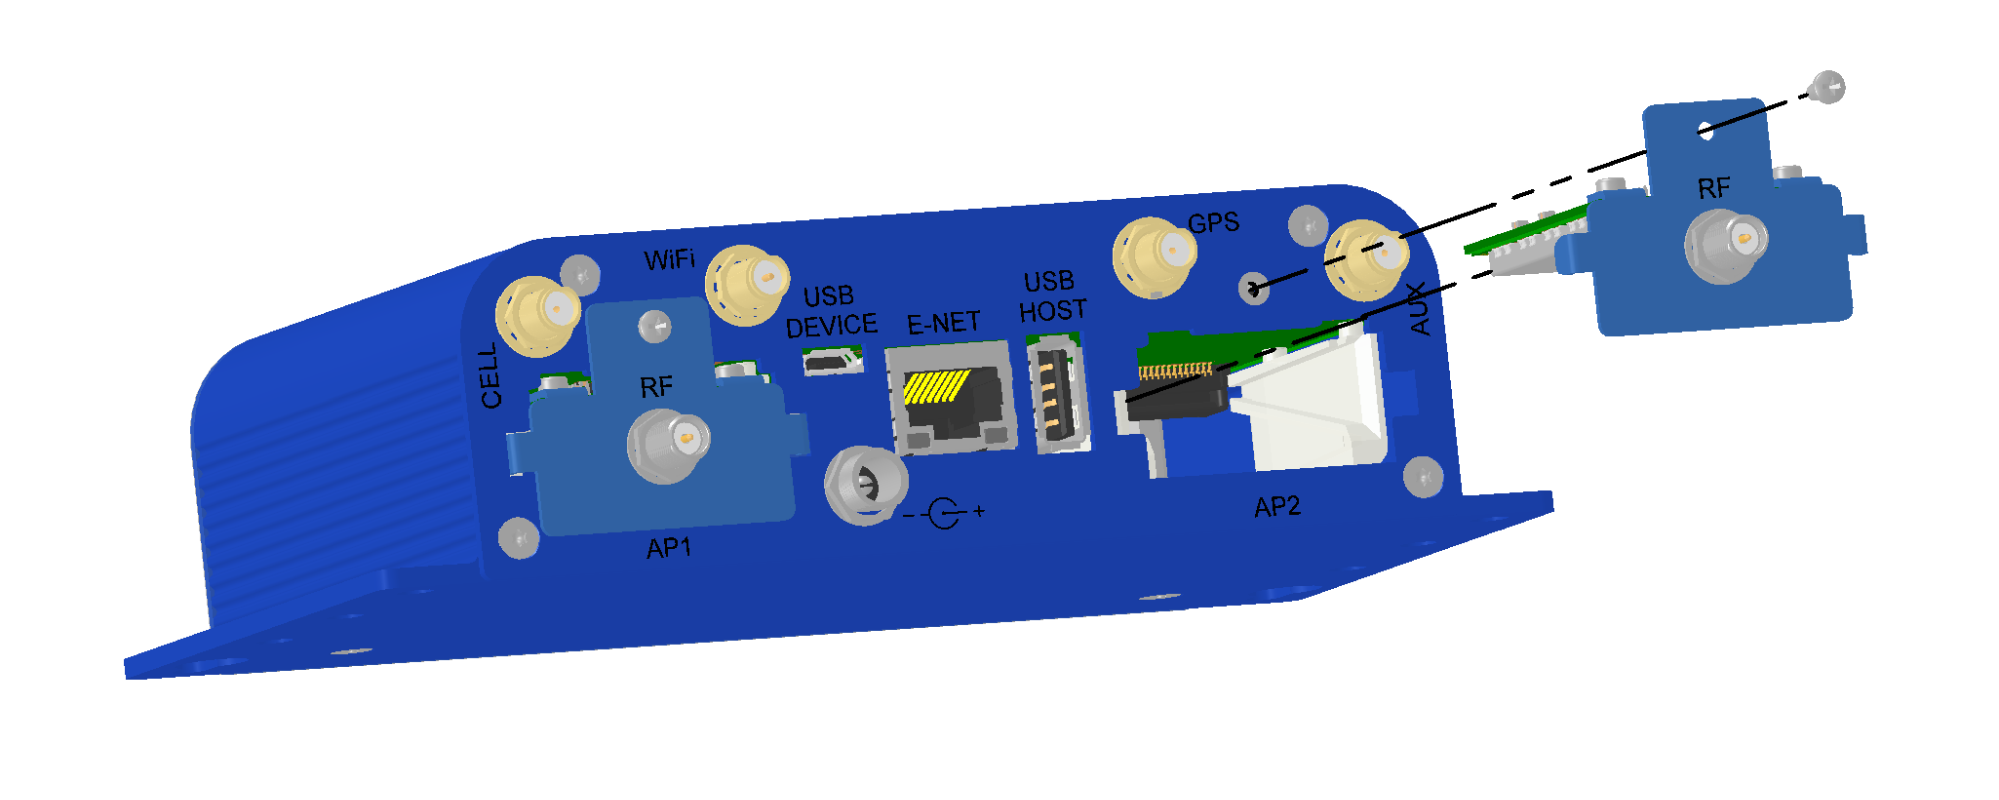 CELL
WiFi
RF
AP1
USB
DEVICE
E-NET
- +
USB
HOST
GPS
AUX
AP2
RF